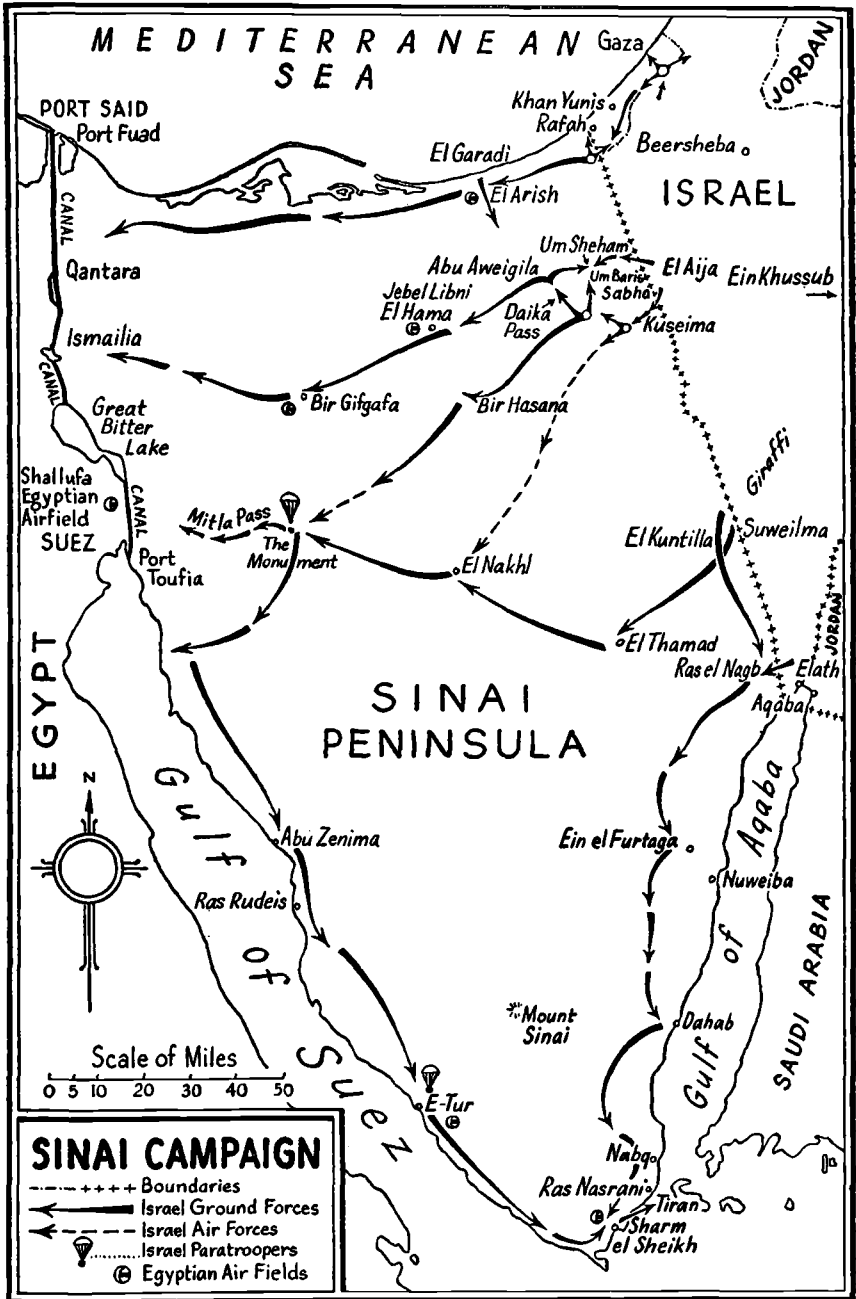 MEDITERRANEAN
SEA
Gaza
JORDAN
PORT SAID
Port Fuad
Khan Yunis
Rafah
El Garadi
Beersheba
El Arish
ISRAEL
CANAL
Qantara
Um Sheham
El Aija
Abu Aweigila
Um Baris
Sabha
Ein Khussub
Jebel Libni
El Hama
Daika
Pass
Kuseima
Ismailia
CANAL
Bir Gifgafa
Bir Hasana
Great
Bitter
Lake
Giraffi
Shallufa
Egyptian
Airfield
SUEZ
CANAL
Mitla Pass
The
Monument
El Kuntilla
Suweilma
Port
Toufia
El Nakhl
El Thamad
JORDAN
Ras el Nagb
Elath
Aqaba
EGYPT
SINAI
PENINSULA
N
Gulf of Suez
Abu Zenima
Ein el Furtaga
Gulf of Aqaba
Nuweiba
Ras Rudeis
SAUDI ARABIA
Mount
Sinai
Dahab
Scale of Miles
0 5 10 20 30 40 50
E-Tur
Nabq
Ras Nasrani
Tiran
Sharm
el Sheikh
SINAI CAMPAIGN
Boundaries
Israel Ground Forces
Israel Air Forces
Israel Paratroopers
Egyptian Air Fields